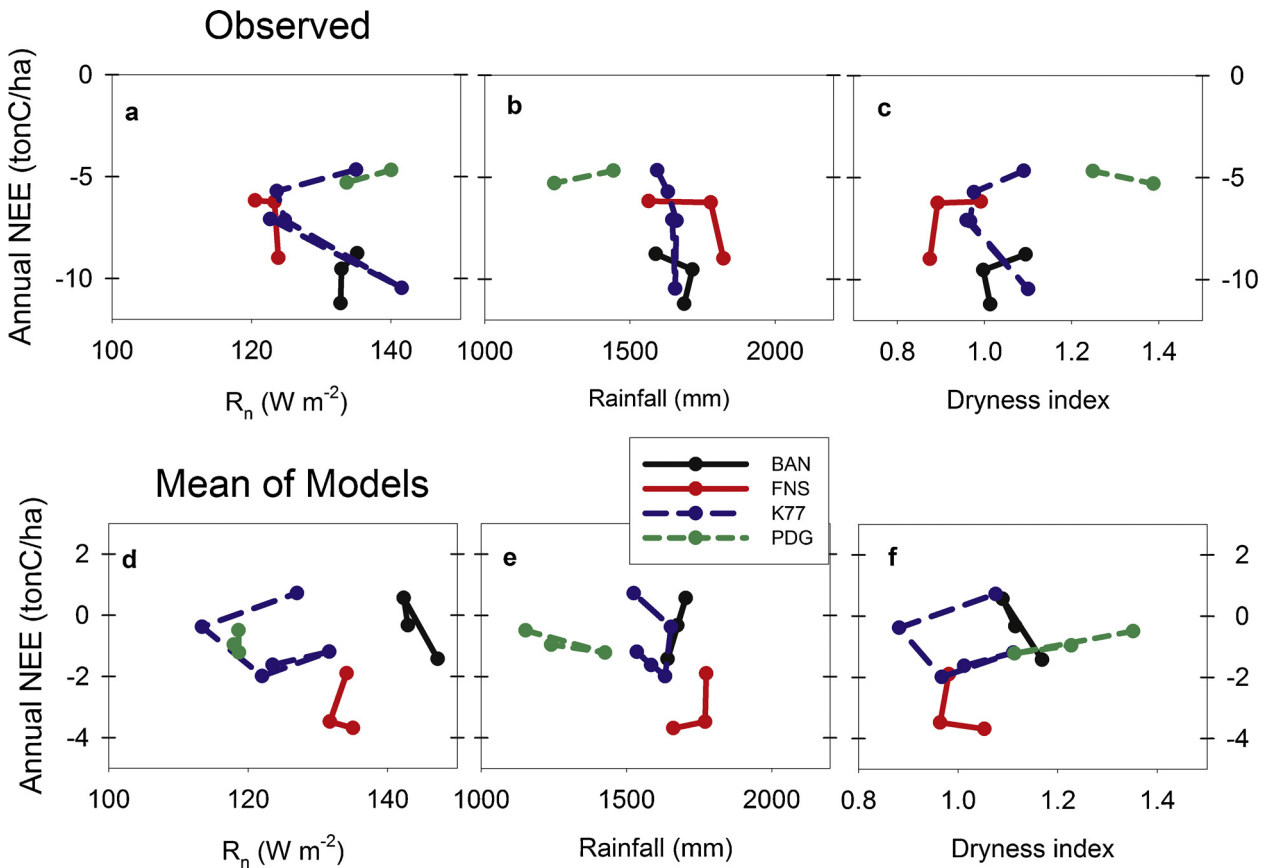 Observed
Annual NEE (tonC/ha)
0
-5
-10
a
b
c
0
-5
-10
100
120
140
1000
1500
2000
0.8
1.0
1.2
1.4
Rn (W m-2)
Rainfall (mm)
Dryness index
BAN
FNS
K77
PDG
Mean of Models
Annual NEE (tonC/ha)
2
0
-2
-4
d
e
f
2
0
-2
-4
100
120
140
1000
1500
2000
0.8
1.0
1.2
1.4
Rn (W m-2)
Rainfall (mm)
Dryness index